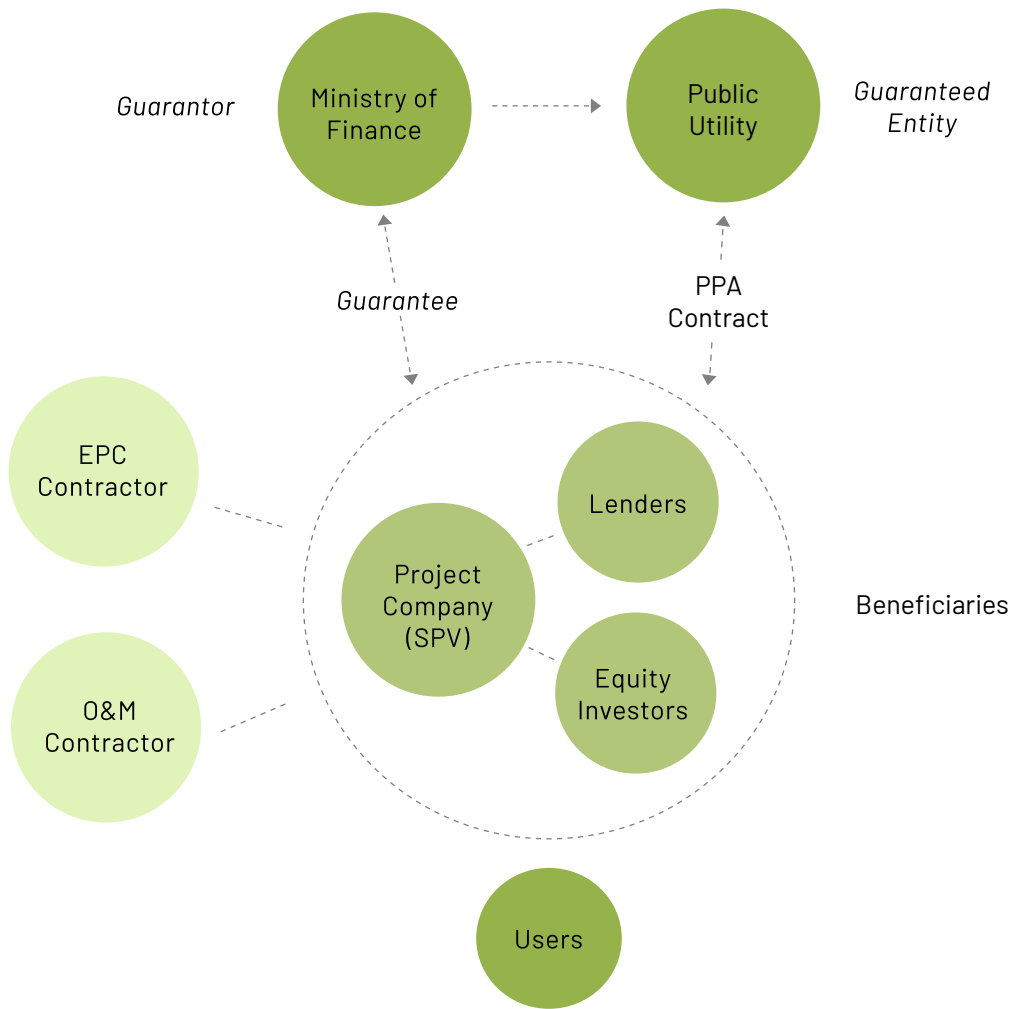 Guarantor
Ministry of
Finance
Public
Utility
Guaranteed
Entity
Guarantee
PPA
Contract
EPC
Contractor
Lenders
Project
Company
(SPV)
Beneficiaries
Equity
Investors
O&M
Contractor
Users